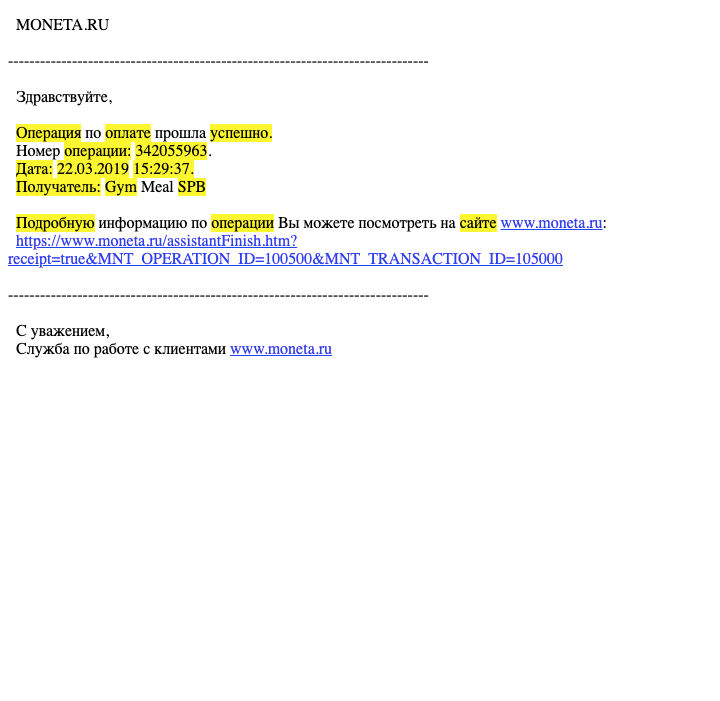 MONETA.RU
--------------------------------------------------------------------------------
Здравствуйте,
Операция по оплате прошла успешно.
Номер операции: 342055963.
Дата: 22.03.2019 15:29:37.
Получатель: Gym Meal SPB
Подробную информацию по операции Вы можете посмотреть на сайте www.moneta.ru:
https://www.moneta.ru/assistantFinish.htm?
receipt=true&MNT_OPERATION_ID=100500&MNT_TRANSACTION_ID=105000
--------------------------------------------------------------------------------
С уважением,
Служба по работе с клиентами www.moneta.ru